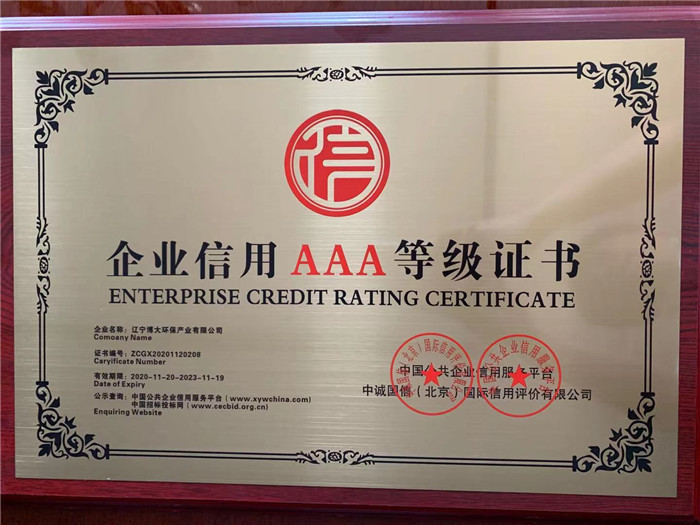 信
企业信用 AAA 等级证书
ENTERPRISE CREDIT RATING CERTIFICATE
企业名称：辽宁博大环保产业有限公司
Comoany Name
证书编号：ZCGX20201120208
Caryificate Number
有效期限：2020-11-20-2023-11-19
Date of Expiry
公示查询：中国公共企业信用服务平台（www.xywchina.com)
中国招标投标网（www.cecbid.org.cn)
Enquiring Website
中国公共企业信用服务平台
中诚国信（北京）国际信用评价有限公司